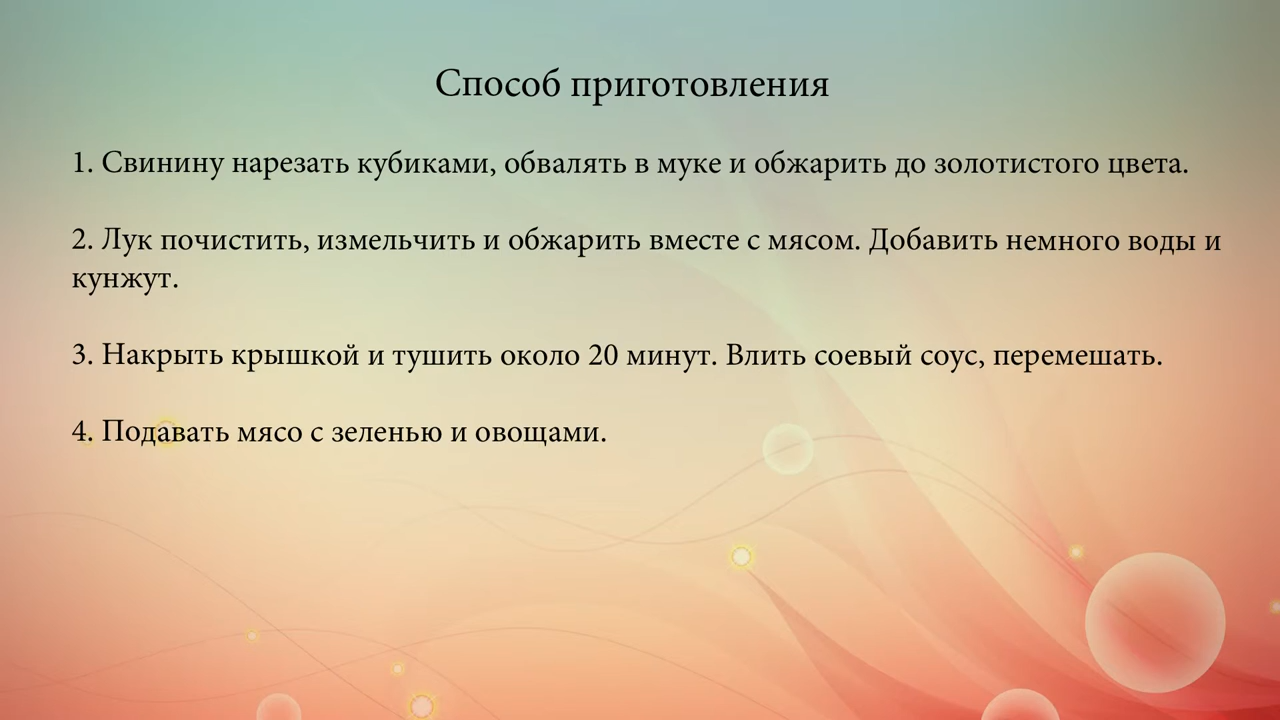 Способ приготовления
1. Свинину нарезать кубиками, обвалять в муке и обжарить до золотистого цвета.
2. Лук почистить, измельчить и обжарить вместе с мясом. Добавить немного воды и
кунжут.
3. Накрыть крышкой и тушить около 20 минут. Влить соевый соус, перемешать.
4. Подавать мясо с зеленью и овощами.